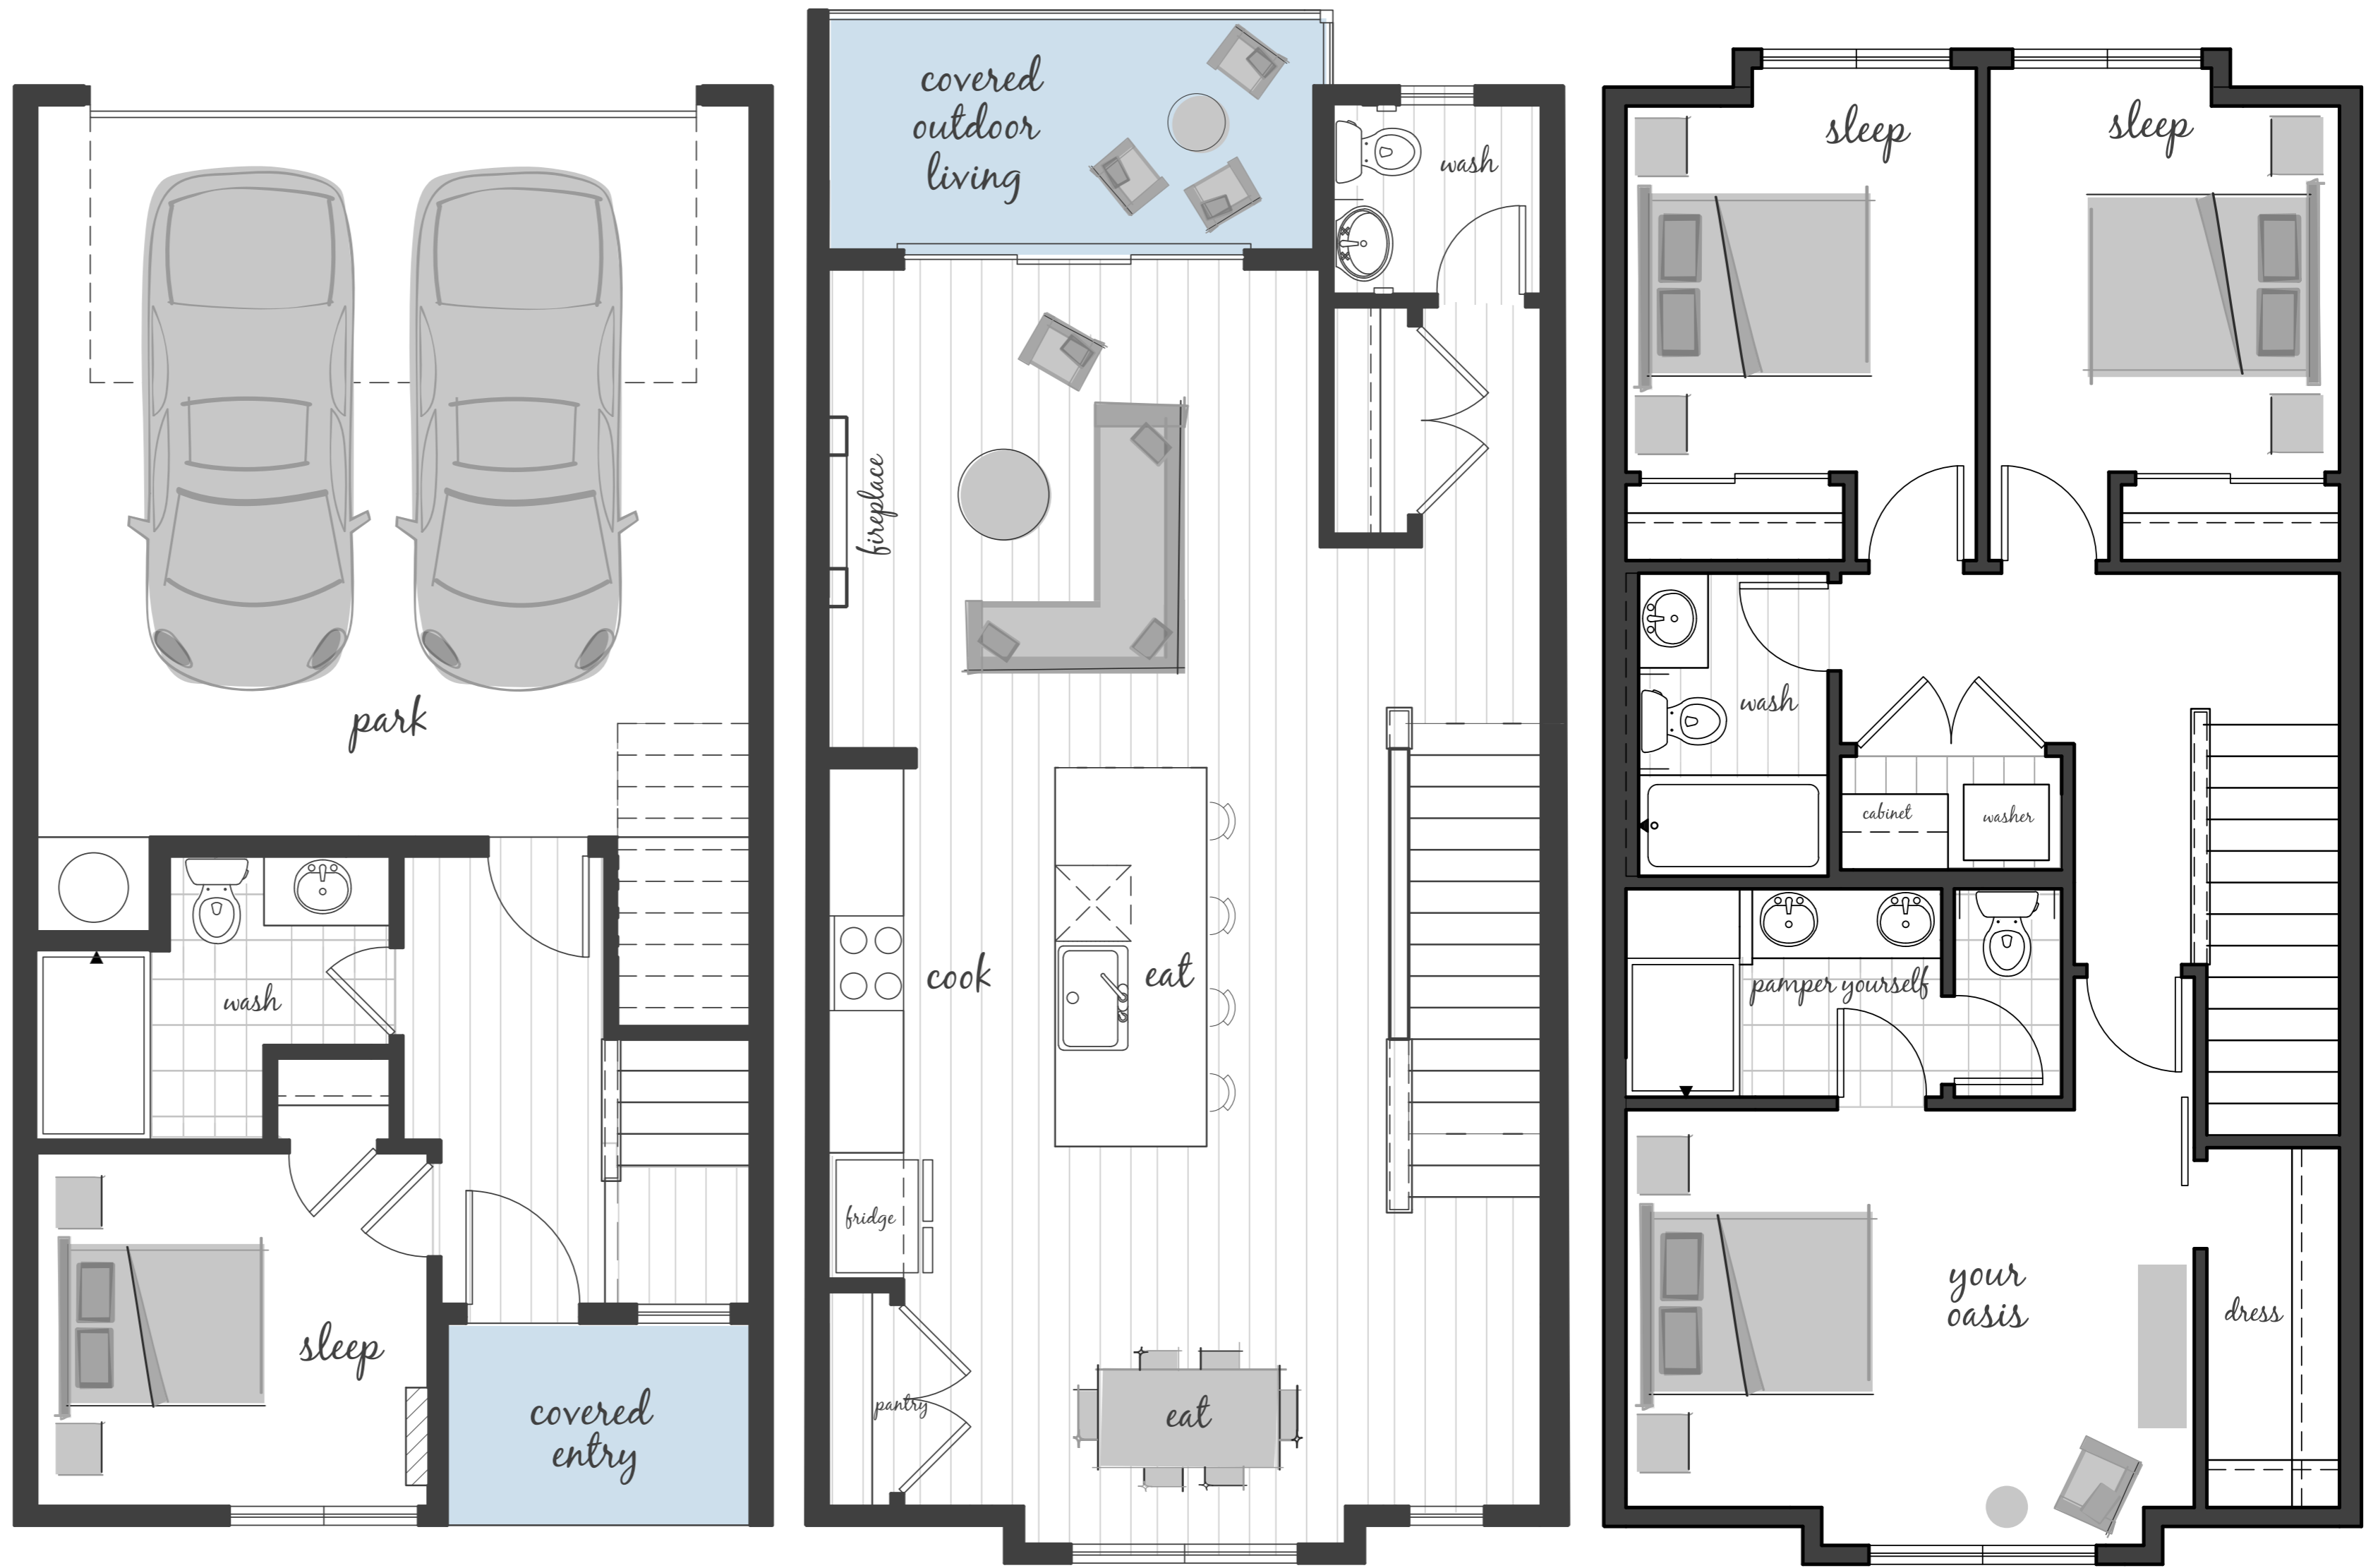 park
wash
sleep
covered
entry
covered
outdoor
living
wash
fireplace
cook
eat
fridge
pantry
eat
sleep
sleep
wash
cabinet
washer
pamper yourself
your
oasis
dress